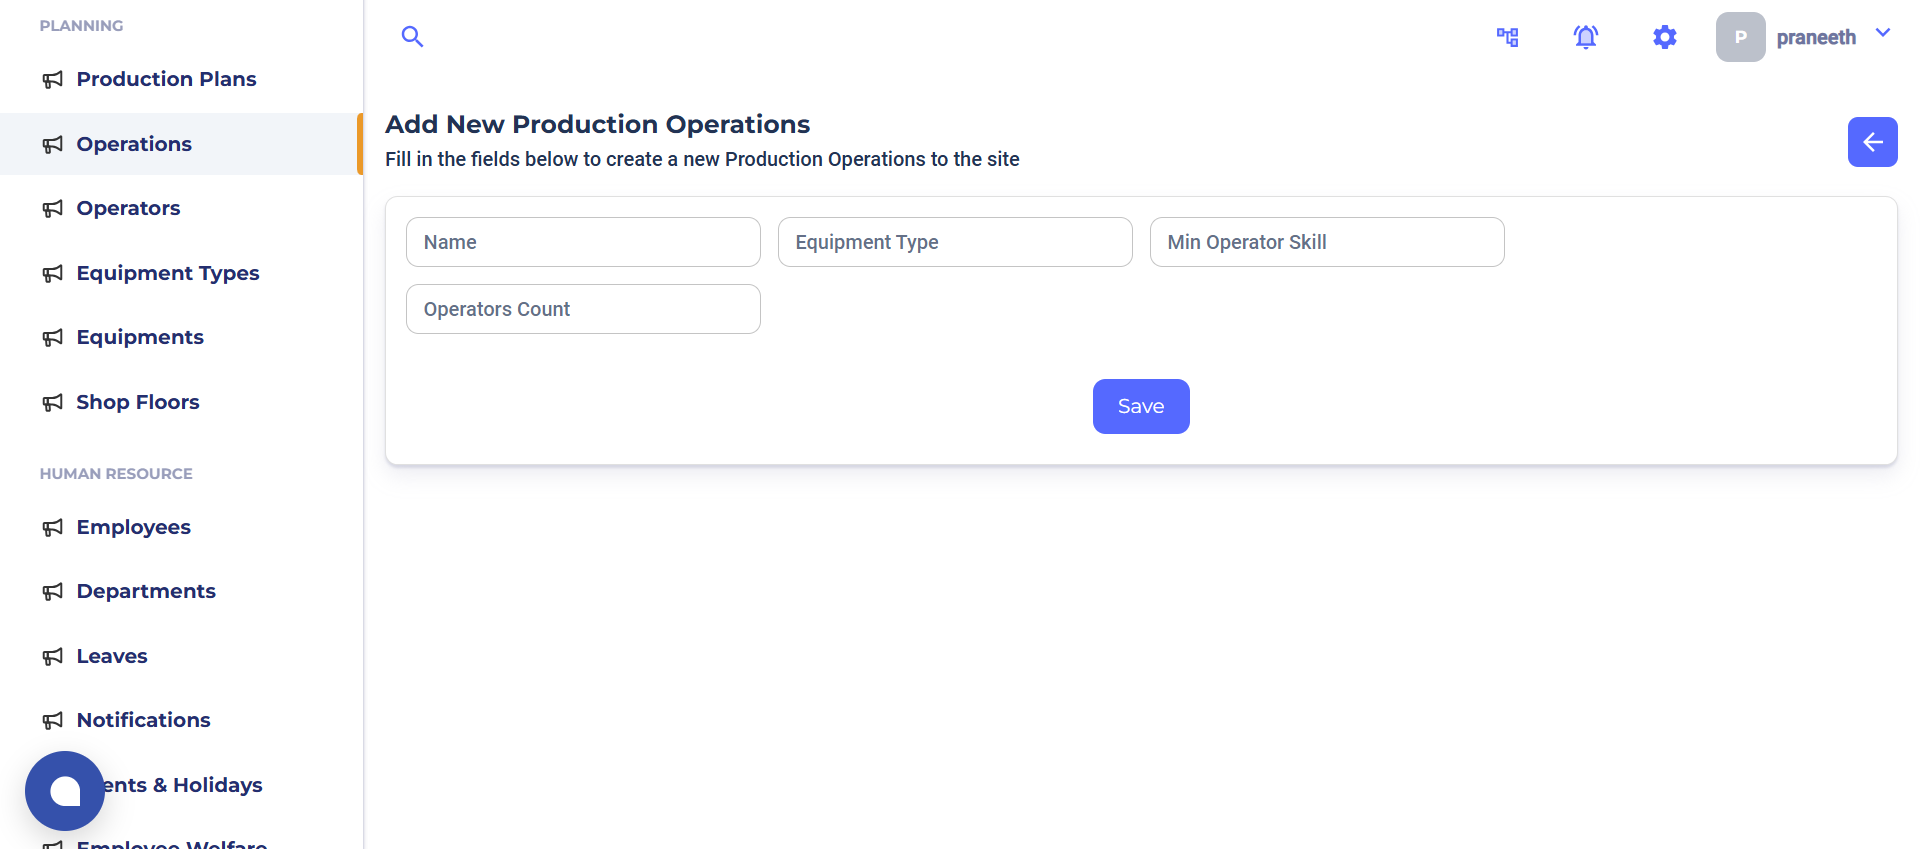 PLANNING
Production Plans
Operations
Operators
Equipment Types
Equipments
Shop Floors
HUMAN RESOURCE
Employees
Departments
Leaves
Notifications
ents & Holidays
Employee Welfare
P praneeth
Add New Production Operations
Fill in the fields below to create a new Production Operations to the site
Name Equipment Type Min Operator Skill
Operators Count
Save